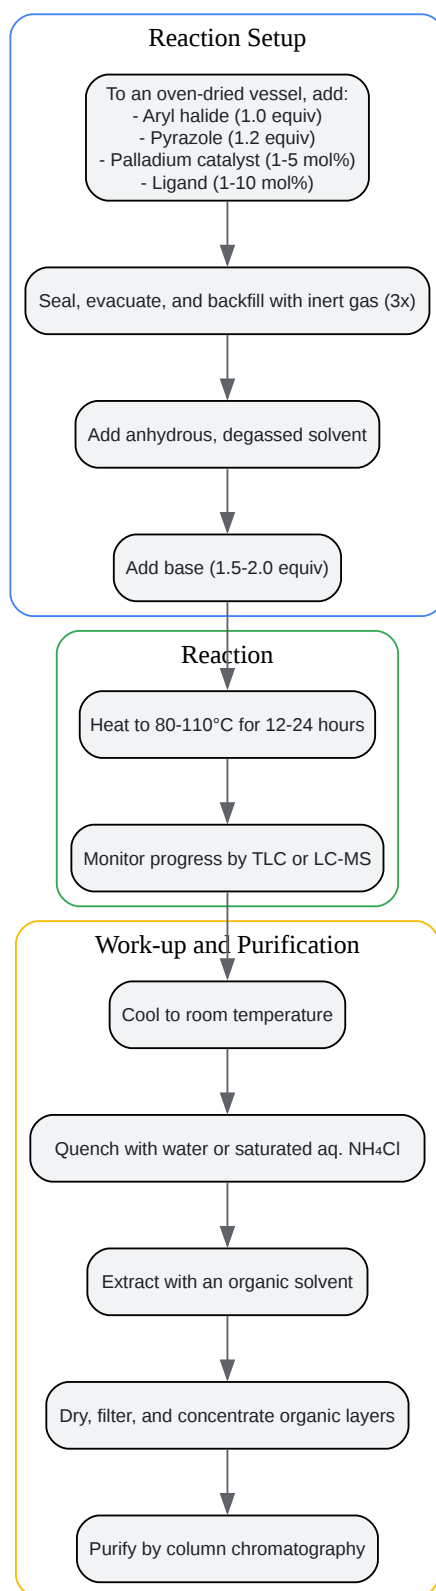 Reaction Setup
To an oven-dried vessel, add:
- Aryl halide (1.0 equiv)
- Pyrazole (1.2 equiv)
- Palladium catalyst (1-5 mol%)
- Ligand (1-10 mol%)
Seal, evacuate, and backfill with inert gas (3x)
Add anhydrous, degassed solvent
Add base (1.5-2.0 equiv)
Reaction
Heat to 80-110°C for 12-24 hours
Monitor progress by TLC or LC-MS
Work-up and Purification
Cool to room temperature
Quench with water or saturated aq. NH₄Cl
Extract with an organic solvent
Dry, filter, and concentrate organic layers
Purify by column chromatography